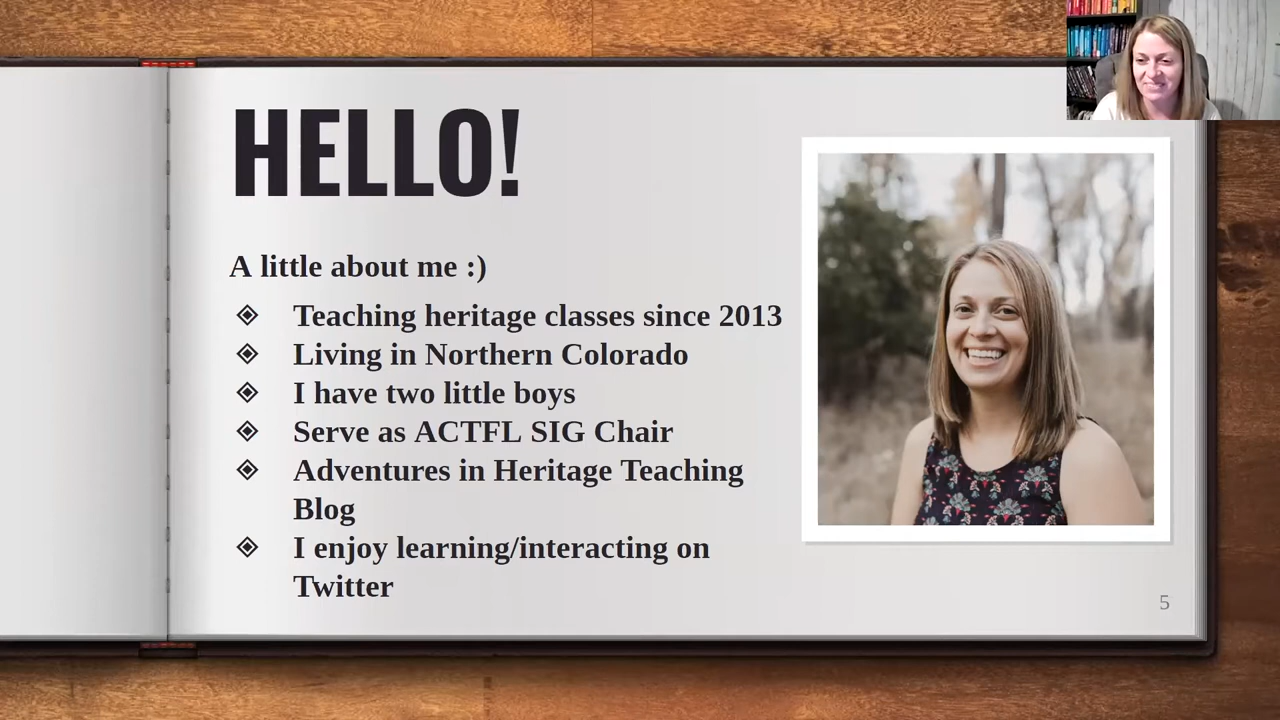 HELLO!
A little about me :)
Teaching heritage classes since 2013
Living in Northern Colorado
I have two little boys
Serve as ACTFL SIG Chair
Adventures in Heritage Teaching
Blog
I enjoy learning/interacting on
Twitter
5